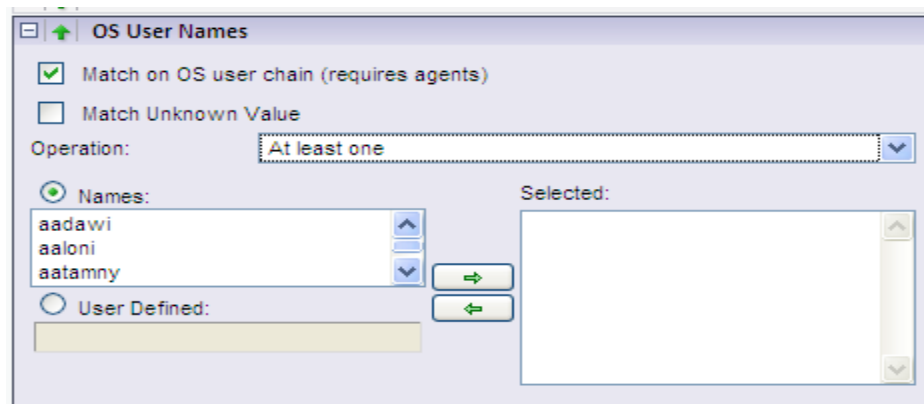 OS User Names
Match on OS user chain (requires agents)
Match Unknown Value
Operation: At least one
Names: Selected:
aadawi
aaloni
aatamny
User Defined: